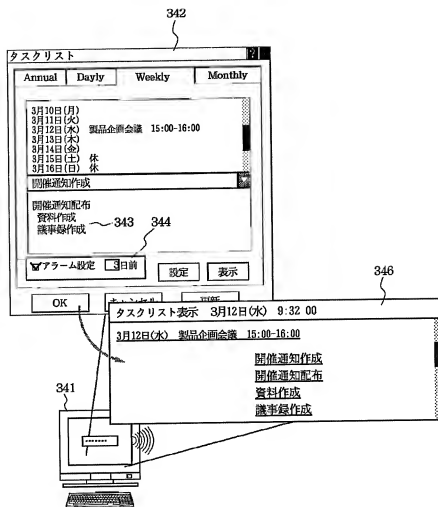 342
タスクリスト ?
Annual Dayly Weekly Monthly
3月10日(月)
3月11日(火)
3月12日(水) 製品企画会議 15:00-16:00
3月13日(木)
3月14日(金)
3月15日(土) 休
3月16日(日) 休
開催通知作成
開催通知配布
資料作成
議事録作成
343
344
アラーム設定 3日前
設定 表示
OK
346
タスクリスト表示 3月12日(水) 9:32 00
3月12日(水) 製品企画会議 15:00-16:00
開催通知作成
開催通知配布
資料作成
議事録作成
341